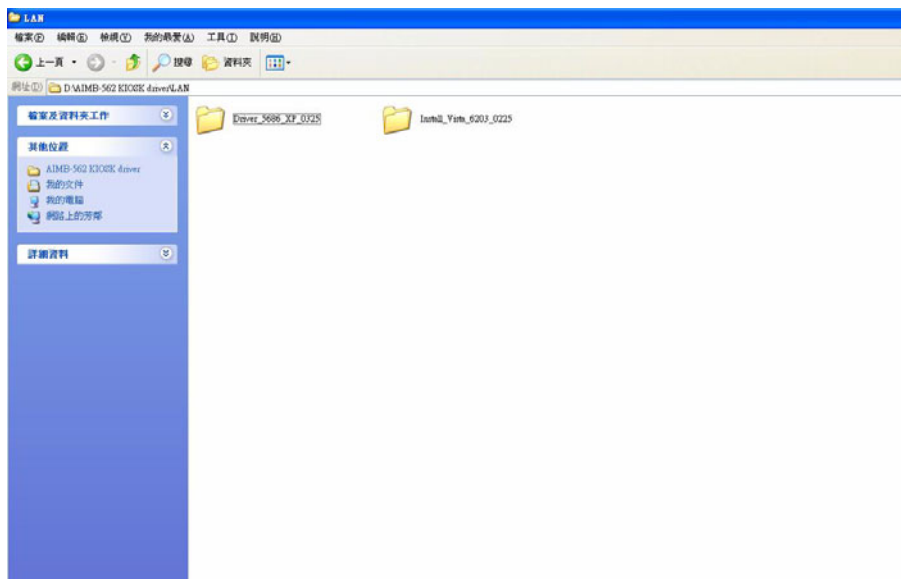 LAN
檔案(F) 編輯(E) 檢視(V) 我的最愛(A) 工具(T) 說明(H)
上一頁 搜尋 資料夾
網址(D) D:\AIMB-562 KIOSK driver\LAN
檔案及資料夾工作
其他位置
AIMB-562 KIOSK driver
我的文件
我的電腦
網路上的芳鄰
詳細資料
Driver_5686_XP_0325
Install_Vista_6203_0225